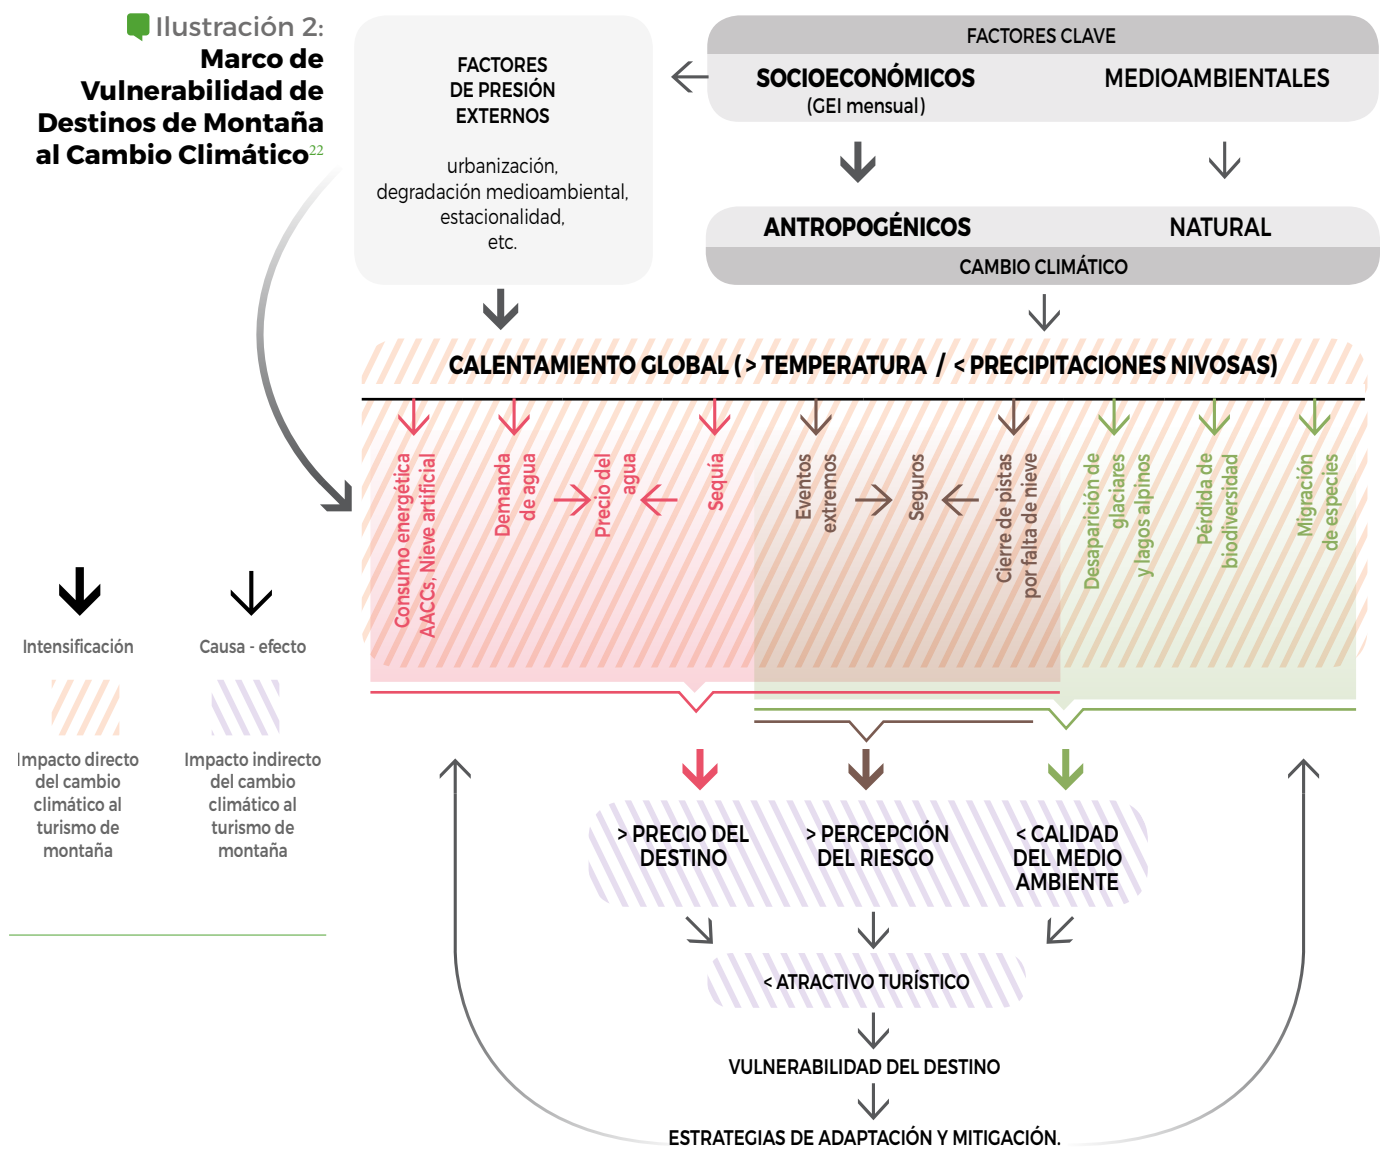 Ilustración 2:
Marco de
Vulnerabilidad de
Destinos de Montaña
al Cambio Climático22
FACTORES
DE PRESIÓN
EXTERNOS
urbanización,
degradación medioambiental,
estacionalidad,
etc.
FACTORES CLAVE
SOCIOECONÓMICOS
(GEI mensual)
MEDIOAMBIENTALES
ANTROPOGÉNICOS
NATURAL
CAMBIO CLIMÁTICO
CALENTAMIENTO GLOBAL ( > TEMPERATURA / < PRECIPITACIONES NIVOSAS)
Consumo energética
AACCs, Nieve artificial
Demanda
de agua
Precio del
agua
Sequía
Eventos
extremos
Seguros
Cierre de pistas
por falta de nieve
Desaparición de
glaciares
y lagos alpinos
Pérdida de
biodiversidad
Migración
de especies
Intensificación
Causa - efecto
Impacto directo
del cambio
climático al
turismo de
montaña
Impacto indirecto
del cambio
climático al
turismo de
montaña
> PRECIO DEL
DESTINO
> PERCEPCIÓN
DEL RIESGO
< CALIDAD
DEL MEDIO
AMBIENTE
< ATRACTIVO TURÍSTICO
VULNERABILIDAD DEL DESTINO
ESTRATEGIAS DE ADAPTACIÓN Y MITIGACIÓN.